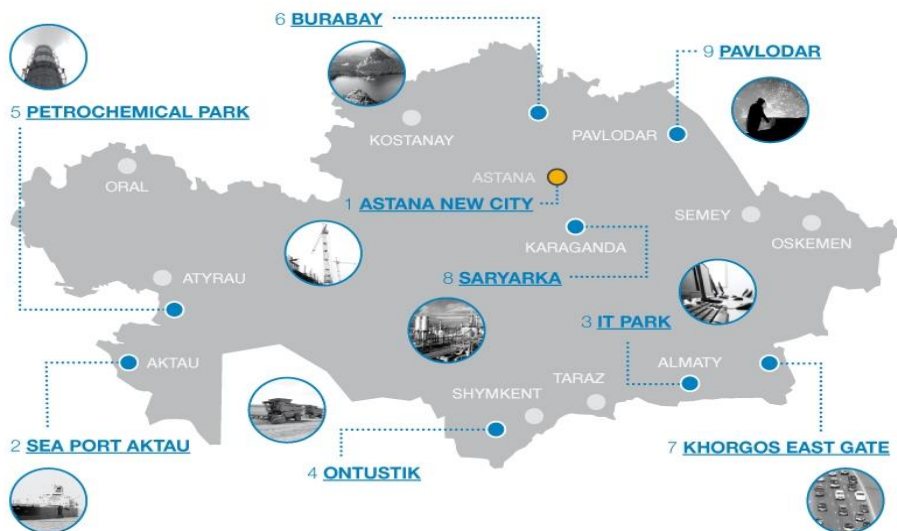 6 BURABAY
9 PAVLODAR
5 PETROCHEMICAL PARK
KOSTANAY
PAVLODAR
ORAL
ASTANA
1 ASTANA NEW CITY
SEMEY
OSKEMEN
KARAGANDA
ATYRAU
8 SARYARKA
3 IT PARK
AKTAU
ALMATY
TARAZ
SHYMKENT
2 SEA PORT AKTAU
7 KHORGOS EAST GATE
4 ONTUSTIK